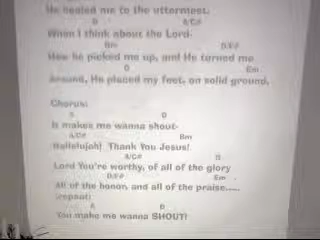 He healed me to the uttermost.
D A/C#
When I think about the Lord-
Bm D/F#
How he picked me up, and He turned me
D Em
around, He placed my feet, on solid ground,
Chorus:
A D
It makes me wanna shout-
A/C# Bm
Hallelujah! Thank You Jesus!
A/C# D
Lord You're worthy, of all of the glory
D/F# Em
All of the honor, and all of the praise.....
(repeat)
A D
You make me wanna SHOUT!